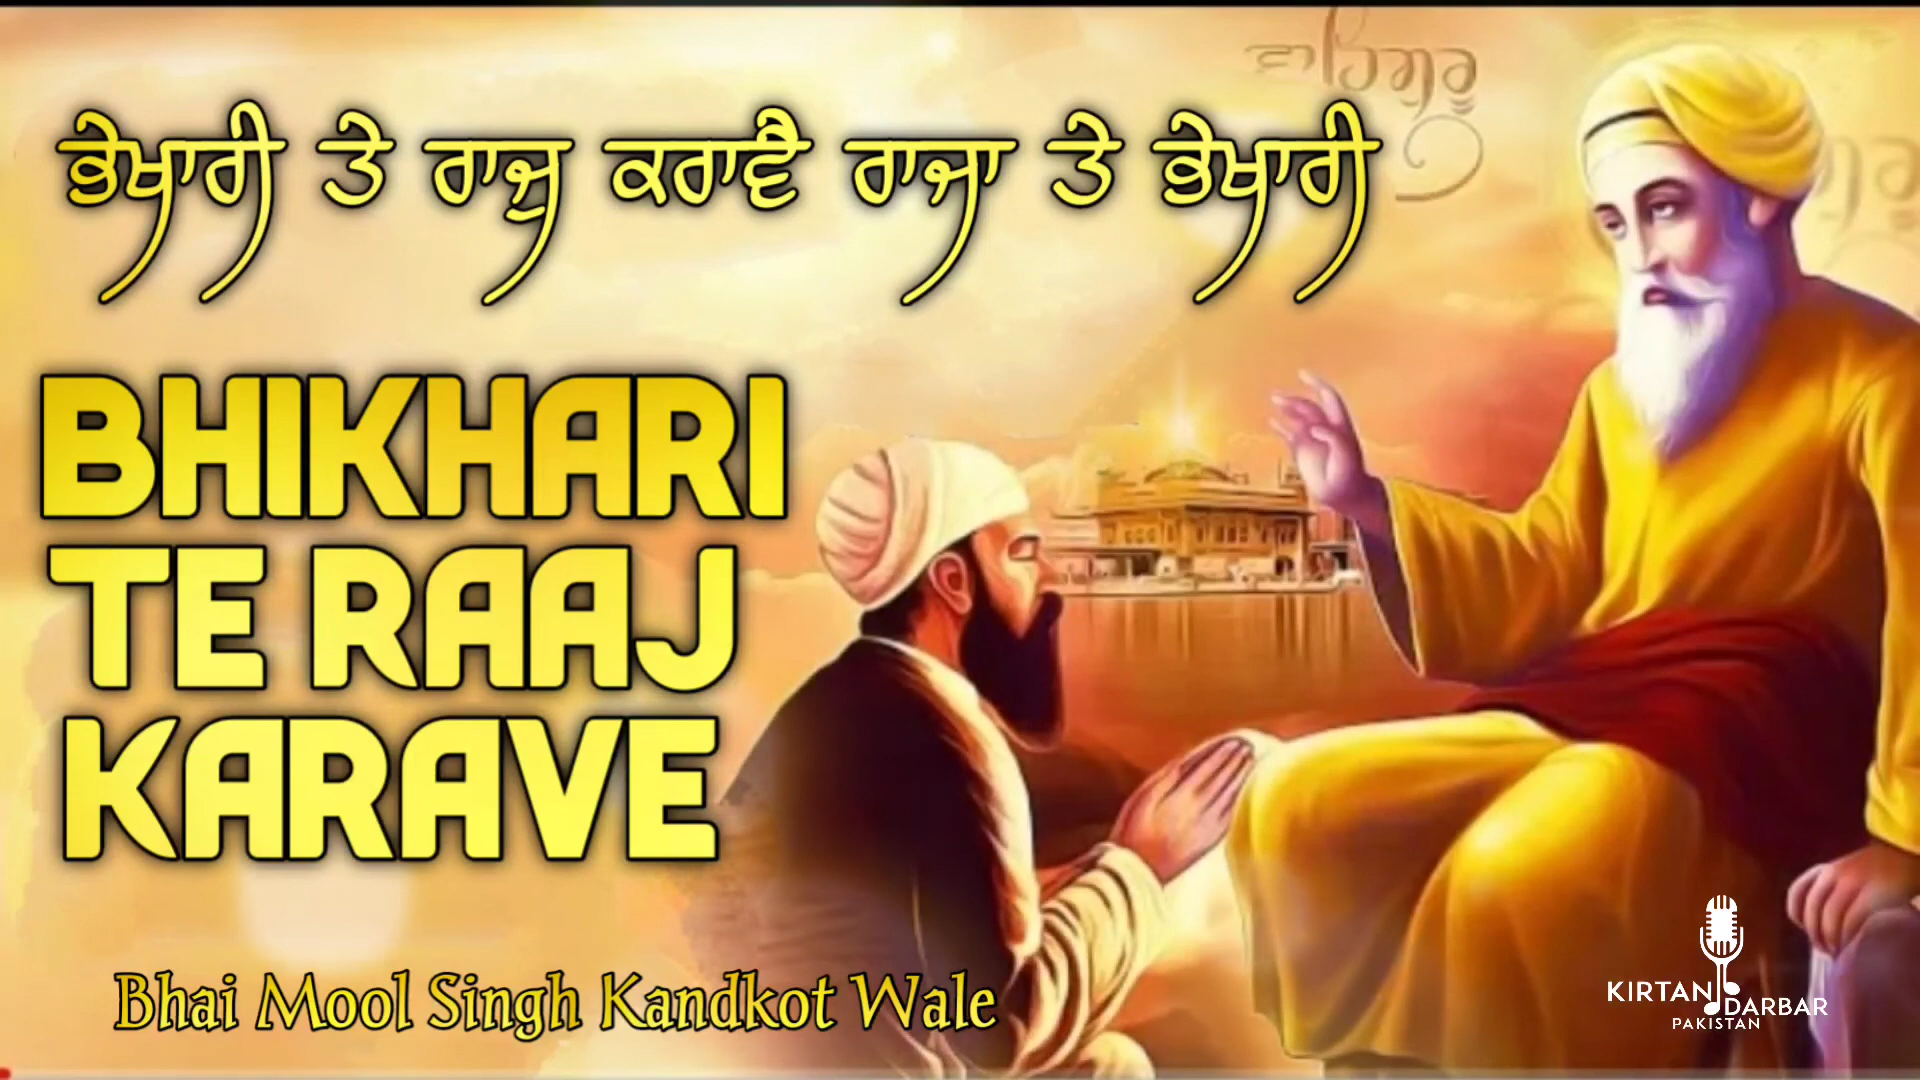 ਵਾਹਿਗੁਰੂ
ਭੇਖਾਰੀ ਤੇ ਰਾਜੁ ਕਰਾਵੈ ਰਾਜਾ ਤੇ ਭੇਖਾਰੀ
BHIKHARI
TE RAAJ
KARAVE
Bhai Mool Singh Kandkot Wale
KIRTAN
DARBAR
PAKISTAN